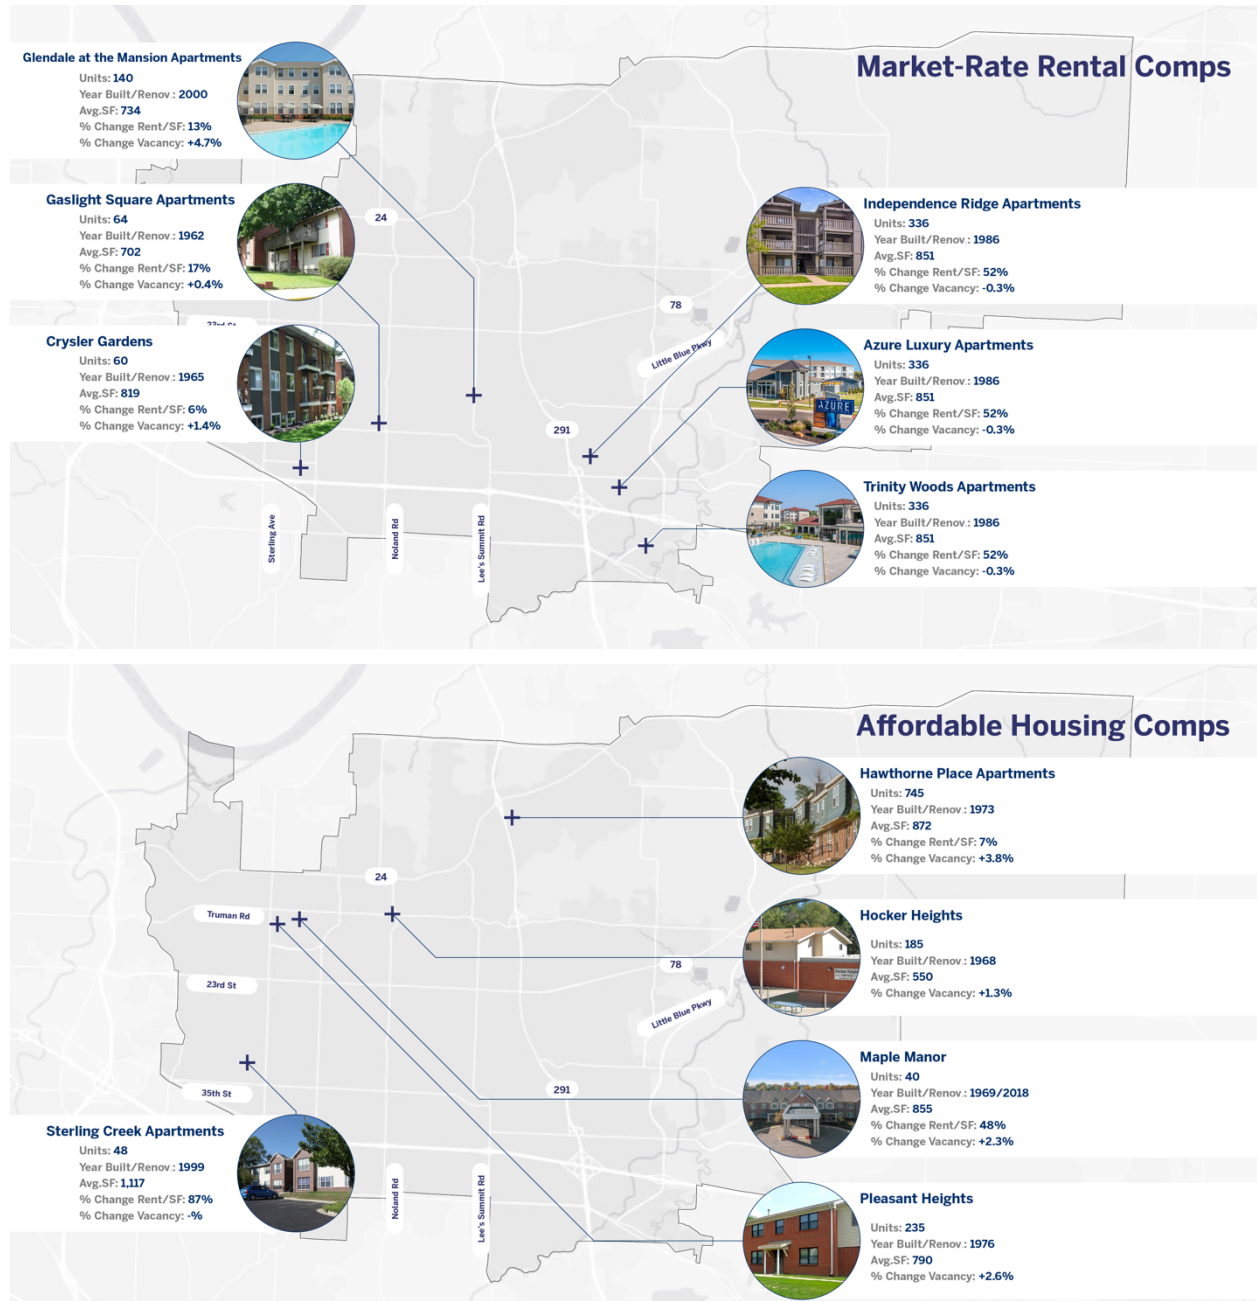 Market-Rate Rental Comps
Glendale at the Mansion Apartments
Units: 140
Year Built/Renov.: 2000
Avg.SF: 734
% Change Rent/SF: 13%
% Change Vacancy: +4.7%
Gaslight Square Apartments
Units: 64
Year Built/Renov.: 1962
Avg.SF: 702
% Change Rent/SF: 17%
% Change Vacancy: +0.4%
Crysler Gardens
Units: 60
Year Built/Renov.: 1965
Avg.SF: 819
% Change Rent/SF: 6%
% Change Vacancy: +1.4%
Independence Ridge Apartments
Units: 336
Year Built/Renov.: 1986
Avg.SF: 851
% Change Rent/SF: 52%
% Change Vacancy: -0.3%
Azure Luxury Apartments
Units: 336
Year Built/Renov.: 1986
Avg.SF: 851
% Change Rent/SF: 52%
% Change Vacancy: -0.3%
AZURE
Trinity Woods Apartments
Units: 336
Year Built/Renov.: 1986
Avg.SF: 851
% Change Rent/SF: 52%
% Change Vacancy: -0.3%
24
23rd St
78
Little Blue Pkwy
291
Sterling Ave
Noland Rd
Lee's Summit Rd
Affordable Housing Comps
Hawthorne Place Apartments
Units: 745
Year Built/Renov.: 1973
Avg.SF: 872
% Change Rent/SF: 7%
% Change Vacancy: +3.8%
Hocker Heights
Units: 185
Year Built/Renov.: 1968
Avg.SF: 550
% Change Vacancy: +1.3%
Maple Manor
Units: 40
Year Built/Renov.: 1969/2018
Avg.SF: 855
% Change Rent/SF: 48%
% Change Vacancy: +2.3%
Pleasant Heights
Units: 235
Year Built/Renov.: 1976
Avg.SF: 790
% Change Vacancy: +2.6%
Sterling Creek Apartments
Units: 48
Year Built/Renov.: 1999
Avg.SF: 1,117
% Change Rent/SF: 87%
% Change Vacancy: -%
24
Truman Rd
23rd St
78
Little Blue Pkwy
35th St
291
Noland Rd
Lee's Summit Rd